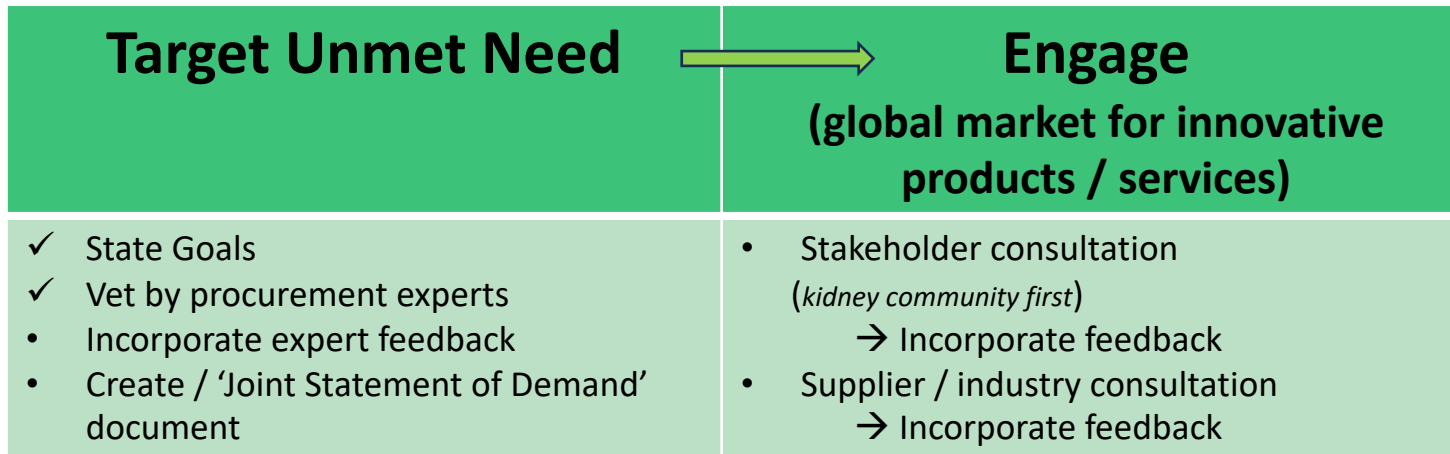 Target Unmet Need
✓ State Goals
✓ Vet by procurement experts
• Incorporate expert feedback
• Create / ‘Joint Statement of Demand’
document
Engage
(global market for innovative
products / services)
• Stakeholder consultation
(kidney community first)
→ Incorporate feedback
• Supplier / industry consultation
→ Incorporate feedback